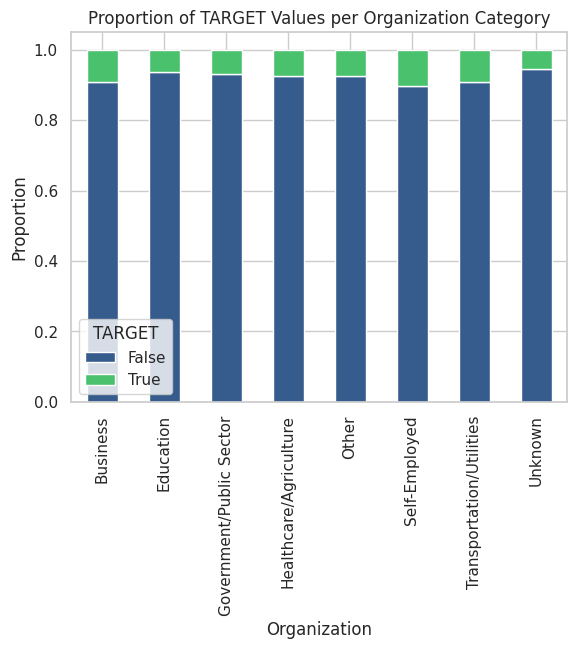 Proportion of TARGET Values per Organization Category
1.0
0.8
0.6
0.4
0.2
0.0
Proportion
TARGET
False
True
Business
Education
Government/Public Sector
Healthcare/Agriculture
Other
Self-Employed
Transportation/Utilities
Unknown
Organization